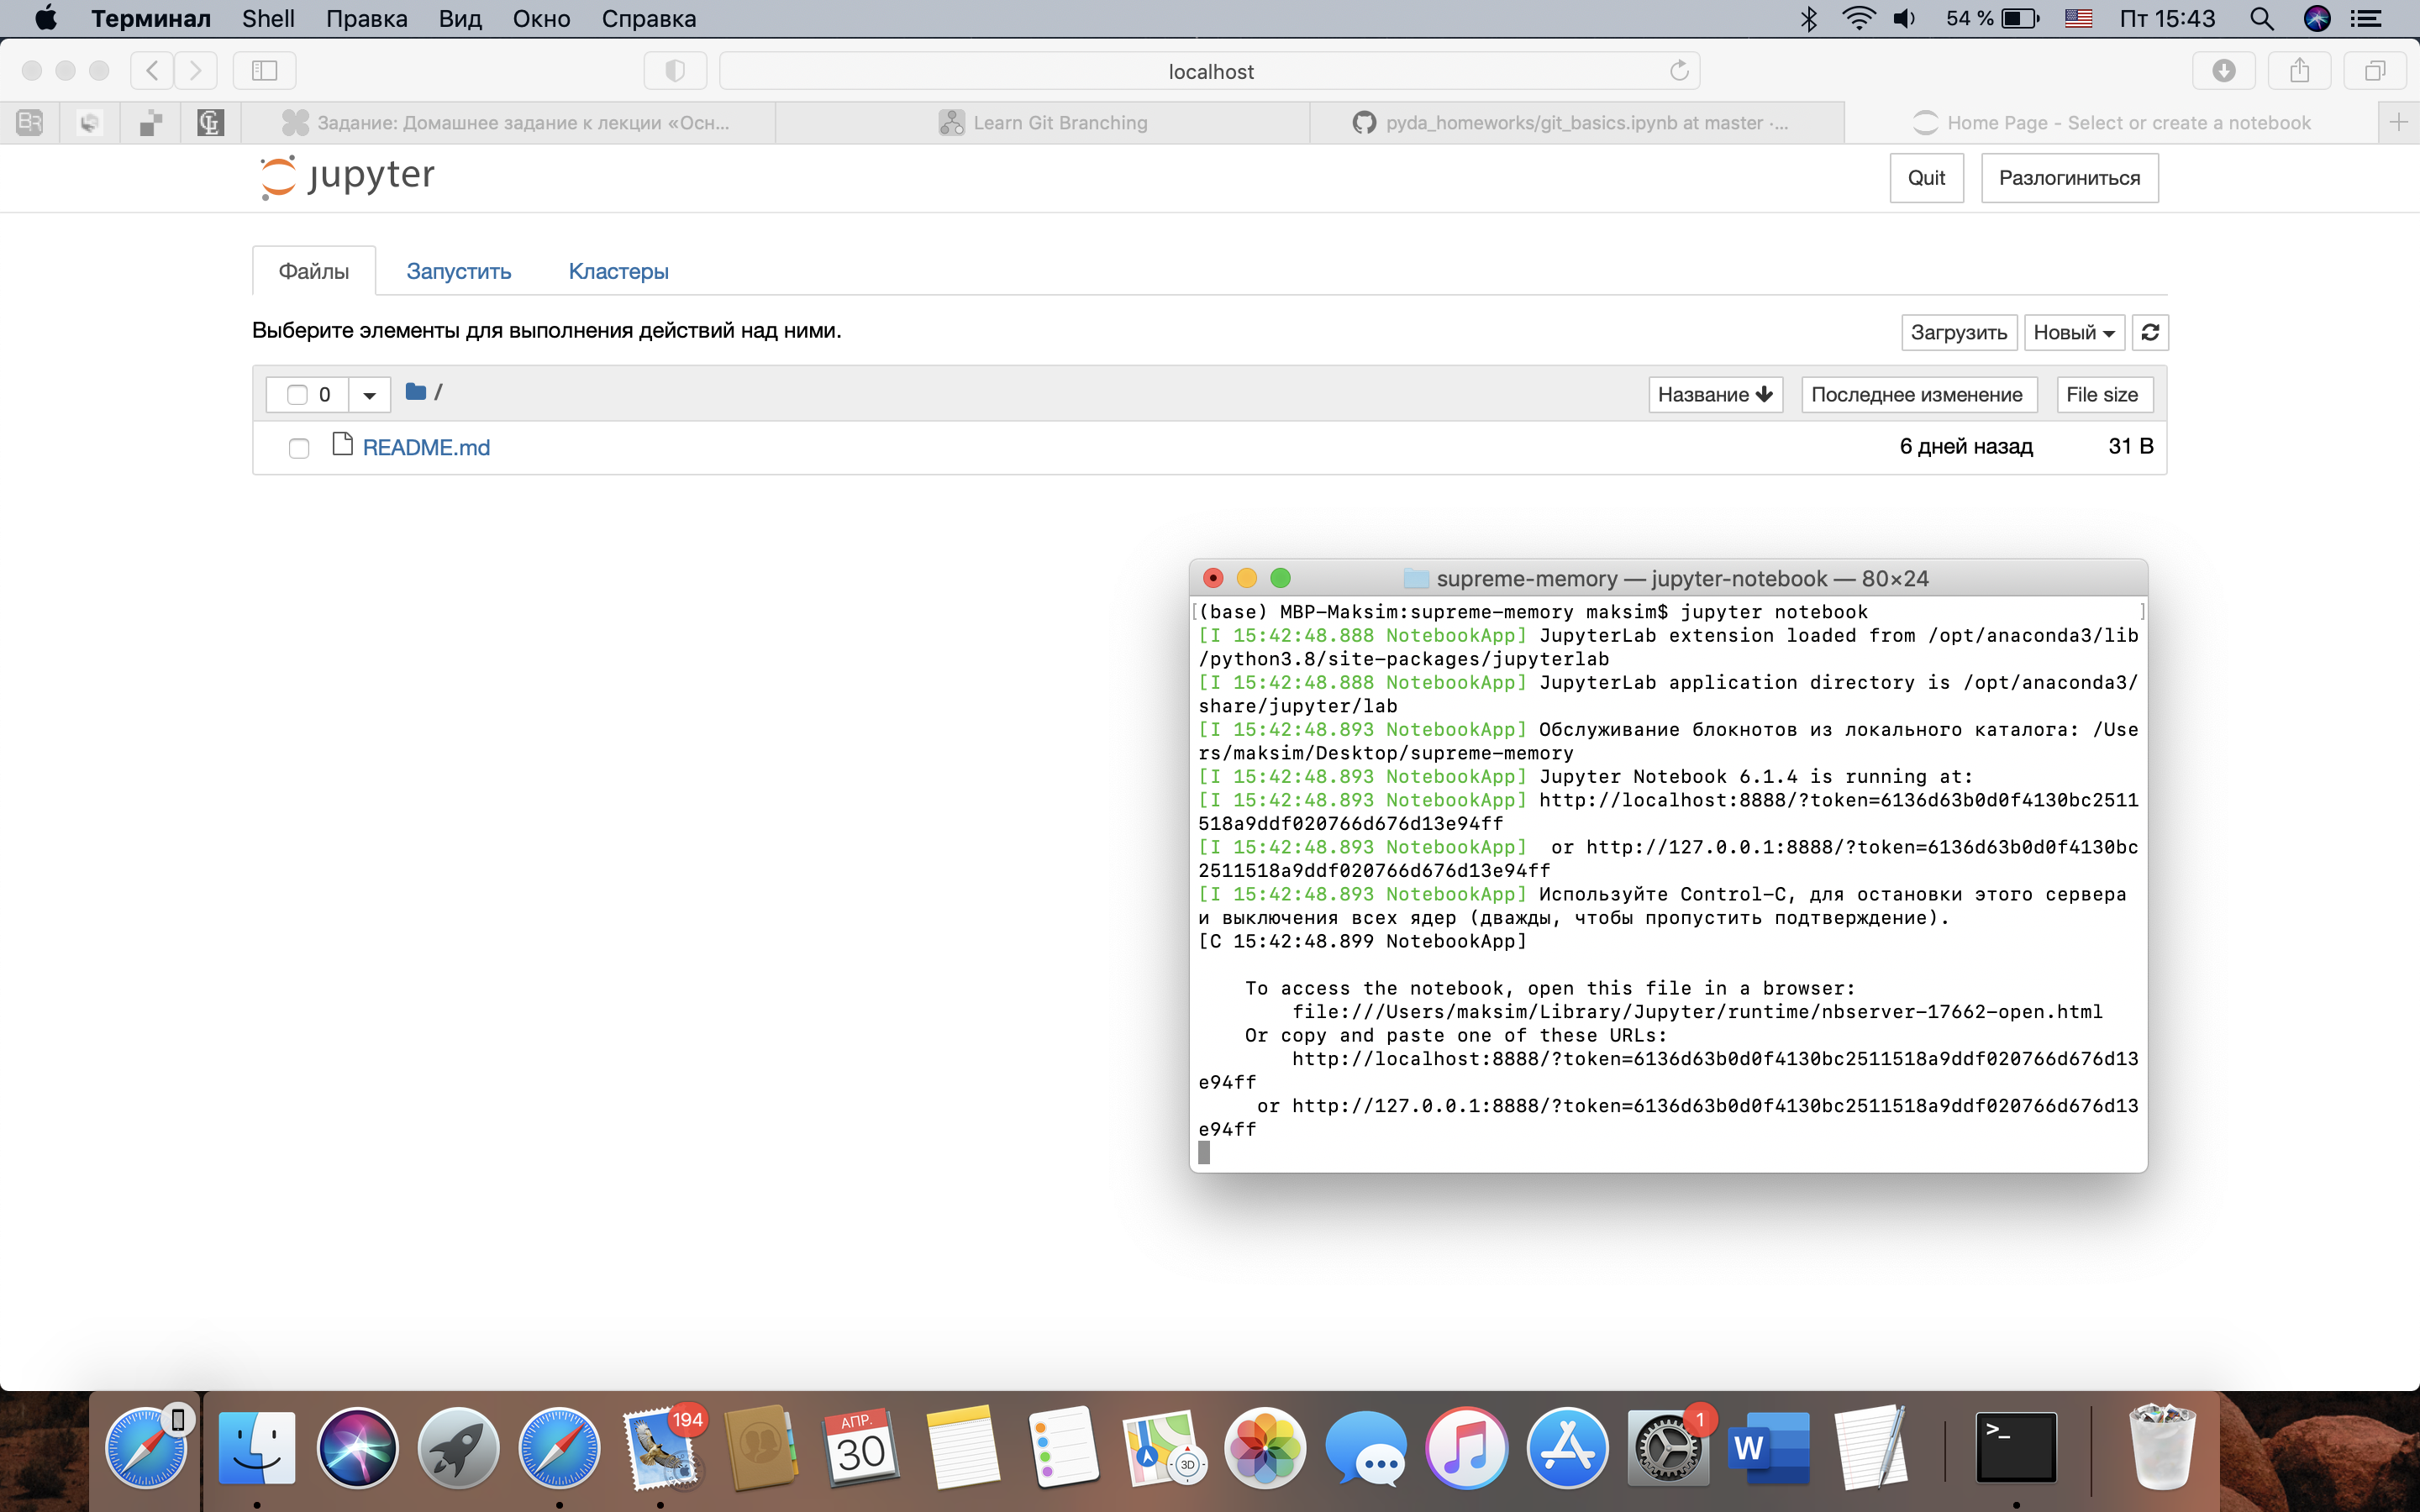 Терминал Shell Правка Вид Окно Справка 54 % Пт 15:43
localhost
Задание: Домашнее задание к лекции «Осн... Learn Git Branching pyda_homeworks/git_basics.ipynb at master ·... Home Page - Select or create a notebook
jupyter Quit Разлогиниться
Файлы Запустить Кластеры
Выберите элементы для выполнения действий над ними. Загрузить Новый
0 / Название Последнее изменение File size
README.md 6 дней назад 31 B
supreme-memory — jupyter-notebook — 80×24
(base) MBP-Maksim:supreme-memory maksim$ jupyter notebook
[I 15:42:48.888 NotebookApp] JupyterLab extension loaded from /opt/anaconda3/lib
/python3.8/site-packages/jupyterlab
[I 15:42:48.888 NotebookApp] JupyterLab application directory is /opt/anaconda3/
share/jupyter/lab
[I 15:42:48.893 NotebookApp] Обслуживание блокнотов из локального каталога: /Use
rs/maksim/Desktop/supreme-memory
[I 15:42:48.893 NotebookApp] Jupyter Notebook 6.1.4 is running at:
[I 15:42:48.893 NotebookApp] http://localhost:8888/?token=6136d63b0d0f4130bc2511
518a9ddf020766d676d13e94ff
[I 15:42:48.893 NotebookApp]  or http://127.0.0.1:8888/?token=6136d63b0d0f4130bc
2511518a9ddf020766d676d13e94ff
[I 15:42:48.893 NotebookApp] Используйте Control-C, для остановки этого сервера
и выключения всех ядер (дважды, чтобы пропустить подтверждение).
[C 15:42:48.899 NotebookApp]
To access the notebook, open this file in a browser:
file:///Users/maksim/Library/Jupyter/runtime/nbserver-17662-open.html
Or copy and paste one of these URLs:
http://localhost:8888/?token=6136d63b0d0f4130bc2511518a9ddf020766d676d13
e94ff
or http://127.0.0.1:8888/?token=6136d63b0d0f4130bc2511518a9ddf020766d676d13
e94ff
194 АПР. 1
30 3D W >_